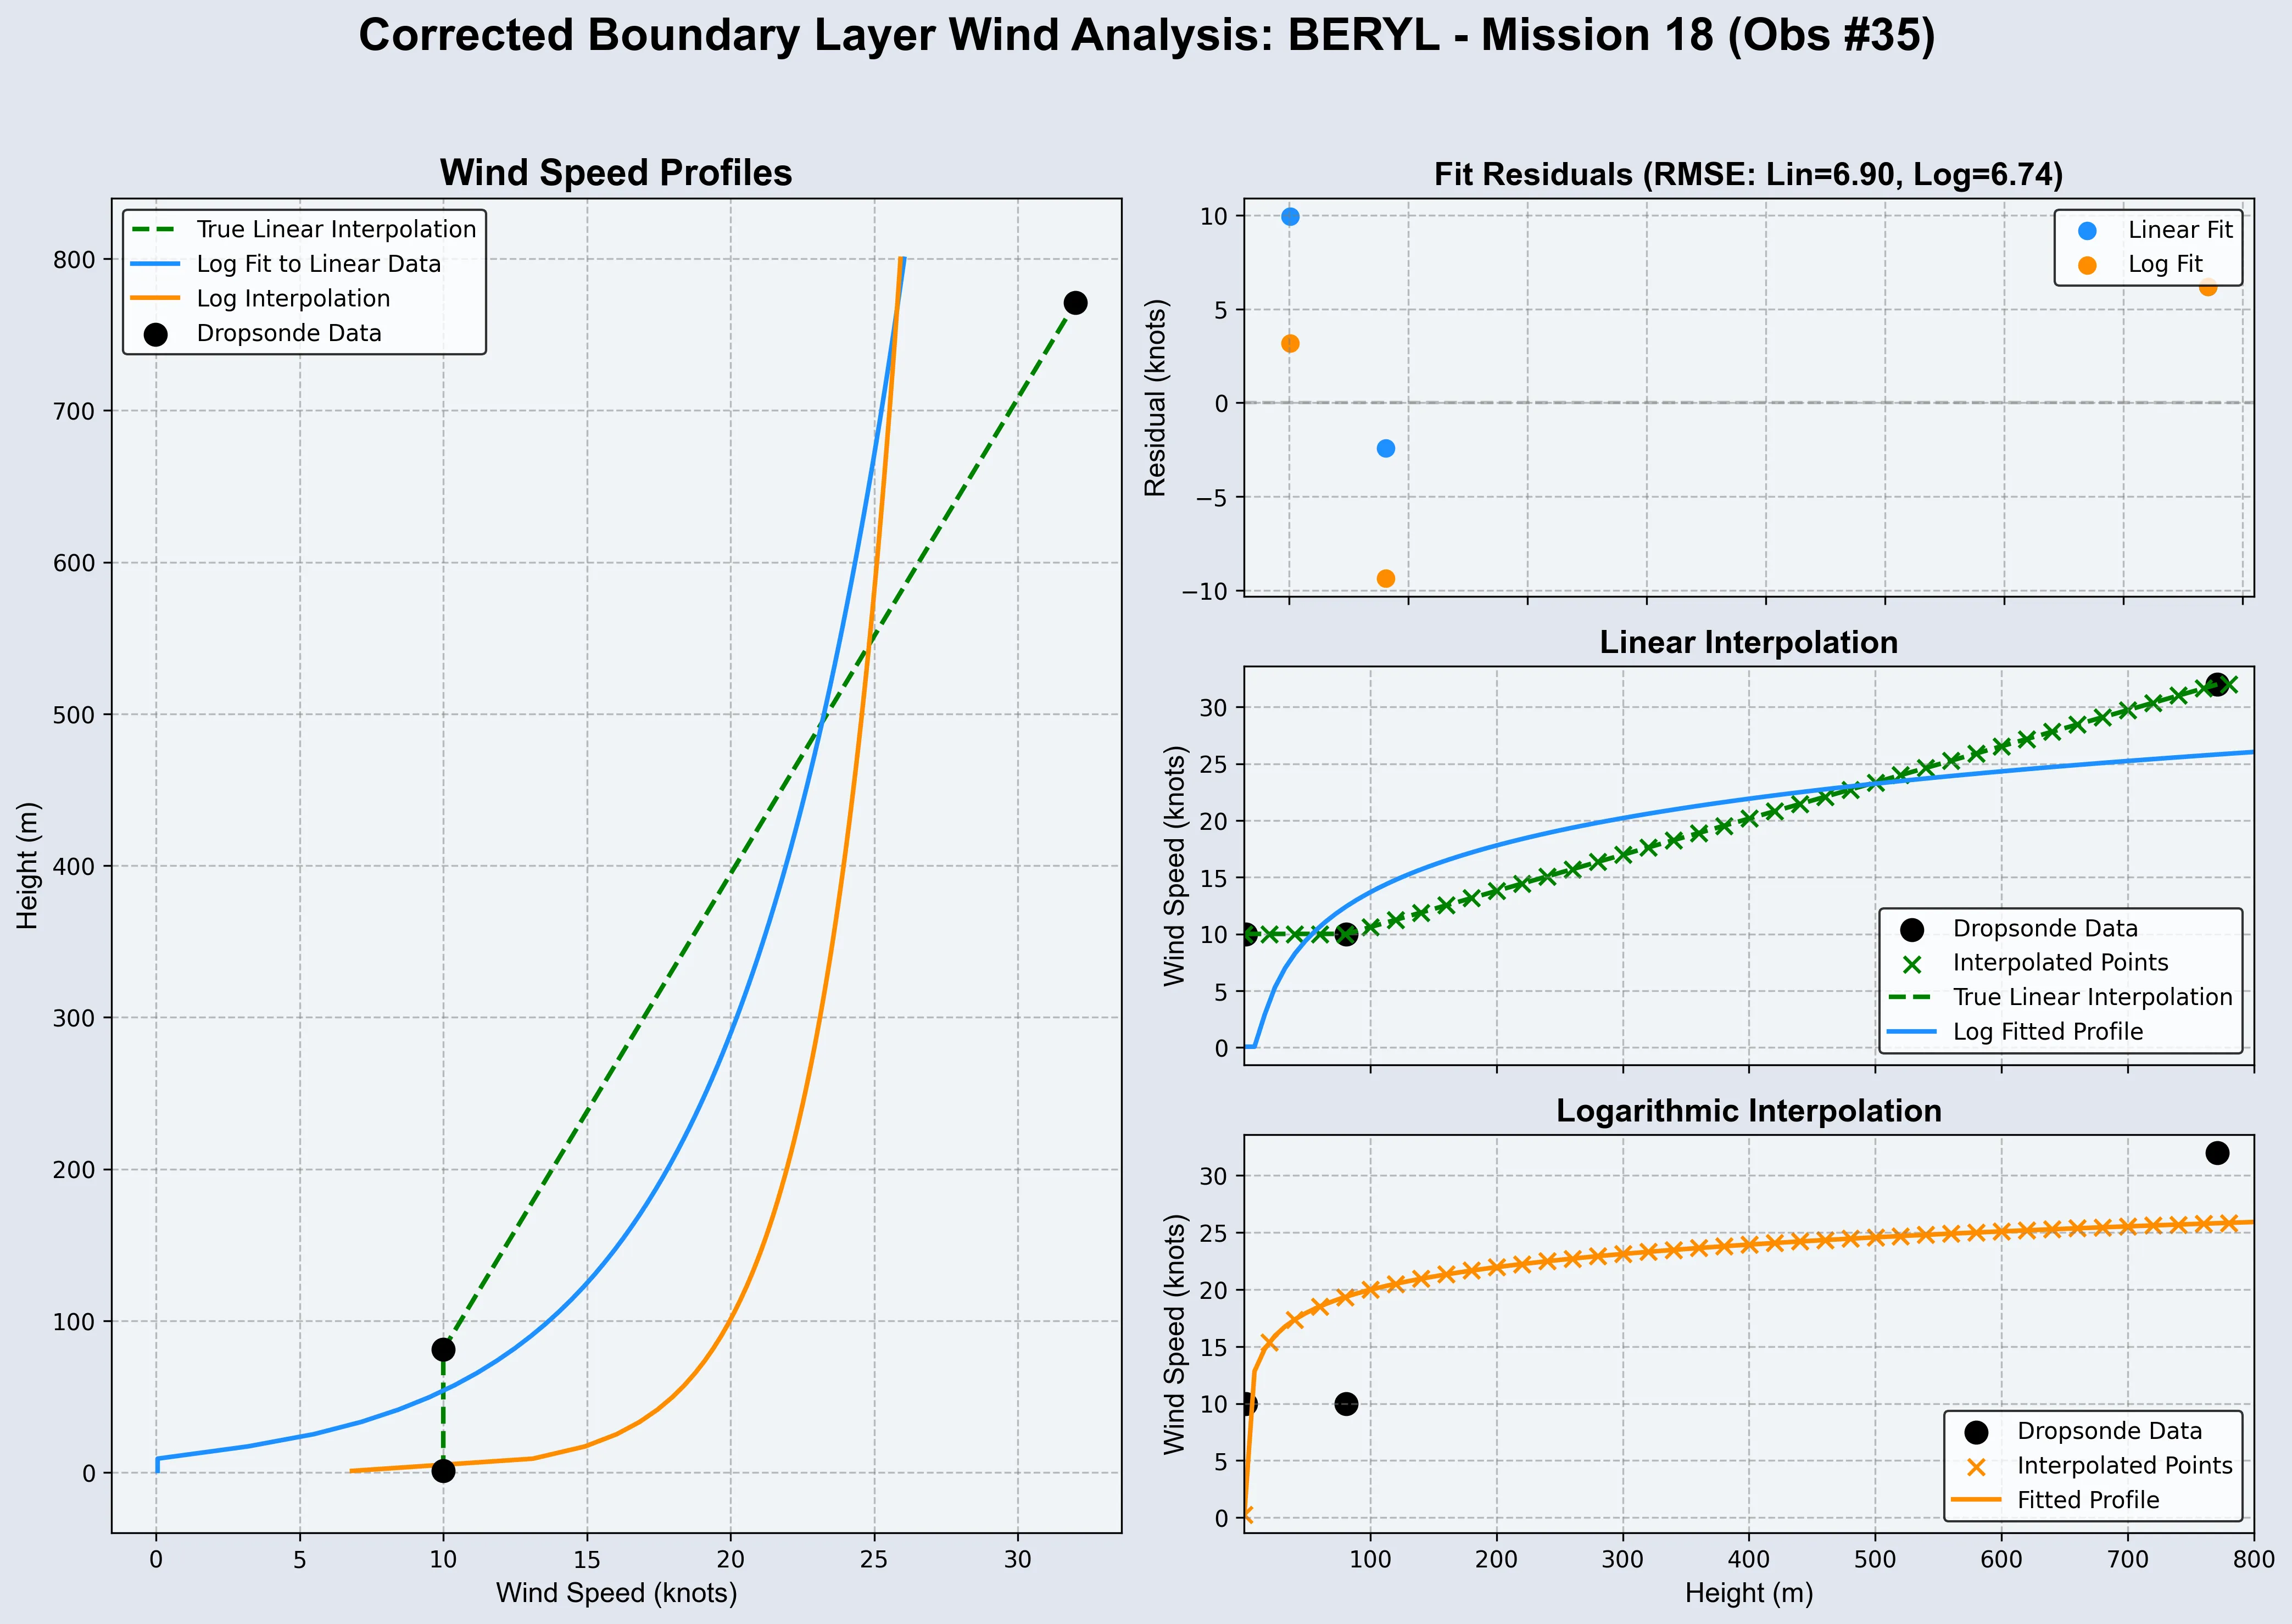 Corrected Boundary Layer Wind Analysis: BERYL - Mission 18 (Obs #35)
Wind Speed Profiles
True Linear Interpolation
Log Fit to Linear Data
Log Interpolation
Dropsonde Data
800
700
600
500
400
300
200
100
0
Height (m)
0 5 10 15 20 25 30
Wind Speed (knots)
Fit Residuals (RMSE: Lin=6.90, Log=6.74)
Linear Fit
Log Fit
10
5
0
−5
−10
Residual (knots)
Linear Interpolation
30
25
20
15
10
5
0
Wind Speed (knots)
Dropsonde Data
Interpolated Points
True Linear Interpolation
Log Fitted Profile
Logarithmic Interpolation
30
25
20
15
10
5
0
Wind Speed (knots)
Dropsonde Data
Interpolated Points
Fitted Profile
100 200 300 400 500 600 700 800
Height (m)